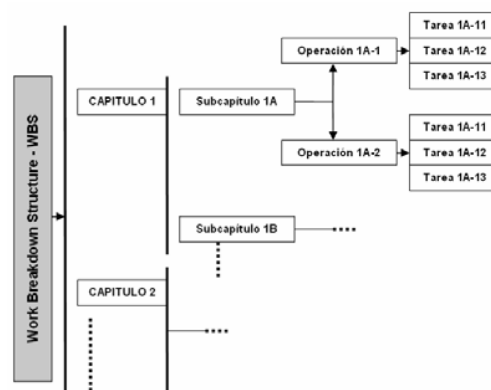 Work Breakdown Structure - WBS
CAPITULO 1
Subcapítulo 1A
Operación 1A-1
Tarea 1A-11
Tarea 1A-12
Tarea 1A-13
Operación 1A-2
Tarea 1A-11
Tarea 1A-12
Tarea 1A-13
Subcapítulo 1B
CAPITULO 2